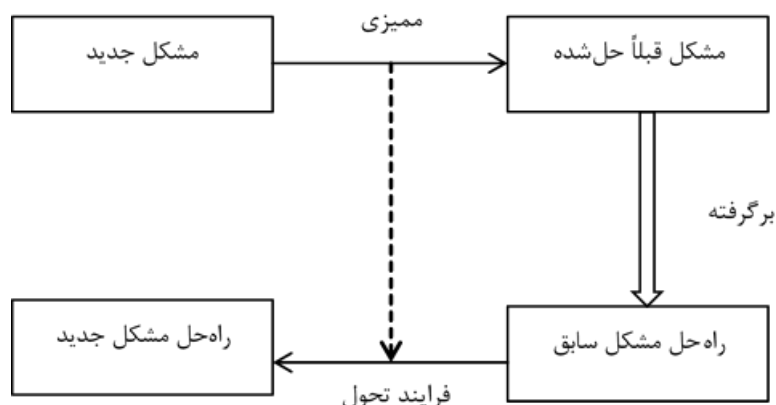 ممیزی
مشکل قبلاً حل‌شده
مشکل جدید
برگرفته
راه‌حل مشکل سابق
راه‌حل مشکل جدید
فرایند تحول